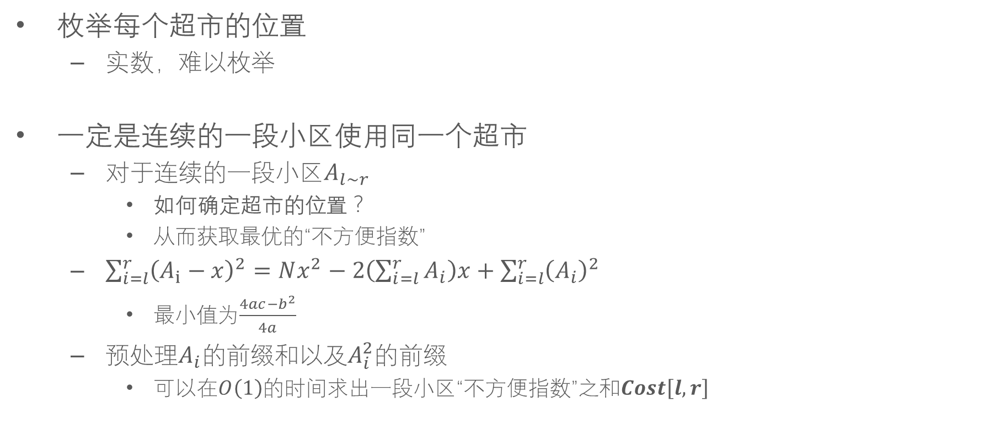 • 枚举每个超市的位置
– 实数，难以枚举
• 一定是连续的一段小区使用同一个超市
– 对于连续的一段小区$A_{l\sim r}$
• 如何确定超市的位置？
• 从而获取最优的“不方便指数”
– $\sum_{i=l}^{r}(A_{\mathrm{i}}-x)^2=Nx^2-2(\sum_{i=l}^{r}A_i)x+\sum_{i=l}^{r}(A_i)^2$
• 最小值为$\frac{4ac-b^2}{4a}$
– 预处理$A_i$的前缀和以及$A_i^2$的前缀
• 可以在$O(1)$的时间求出一段小区“不方便指数”之和$\boldsymbol{Cost[l,r]}$